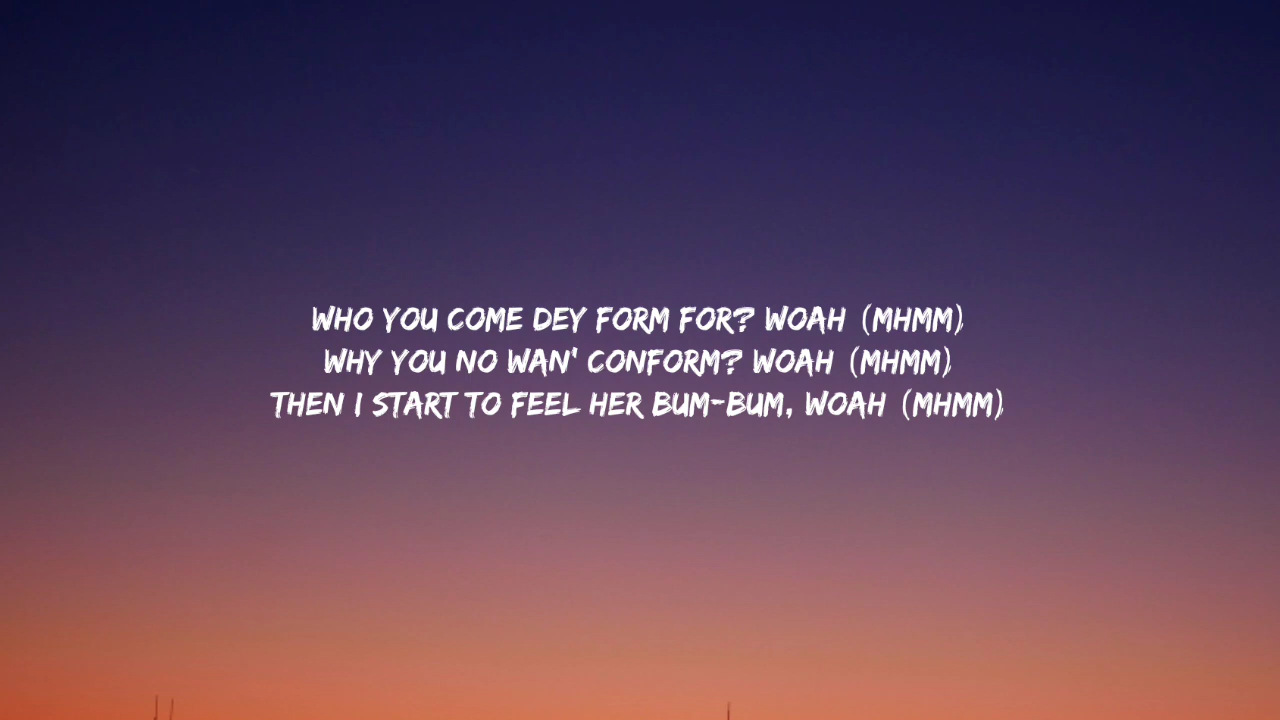 WHO YOU COME DEY FORM FOR? WOAH (MHMM)
WHY YOU NO WAN' CONFORM? WOAH (MHMM)
THEN I START TO FEEL HER BUM-BUM, WOAH (MHMM)